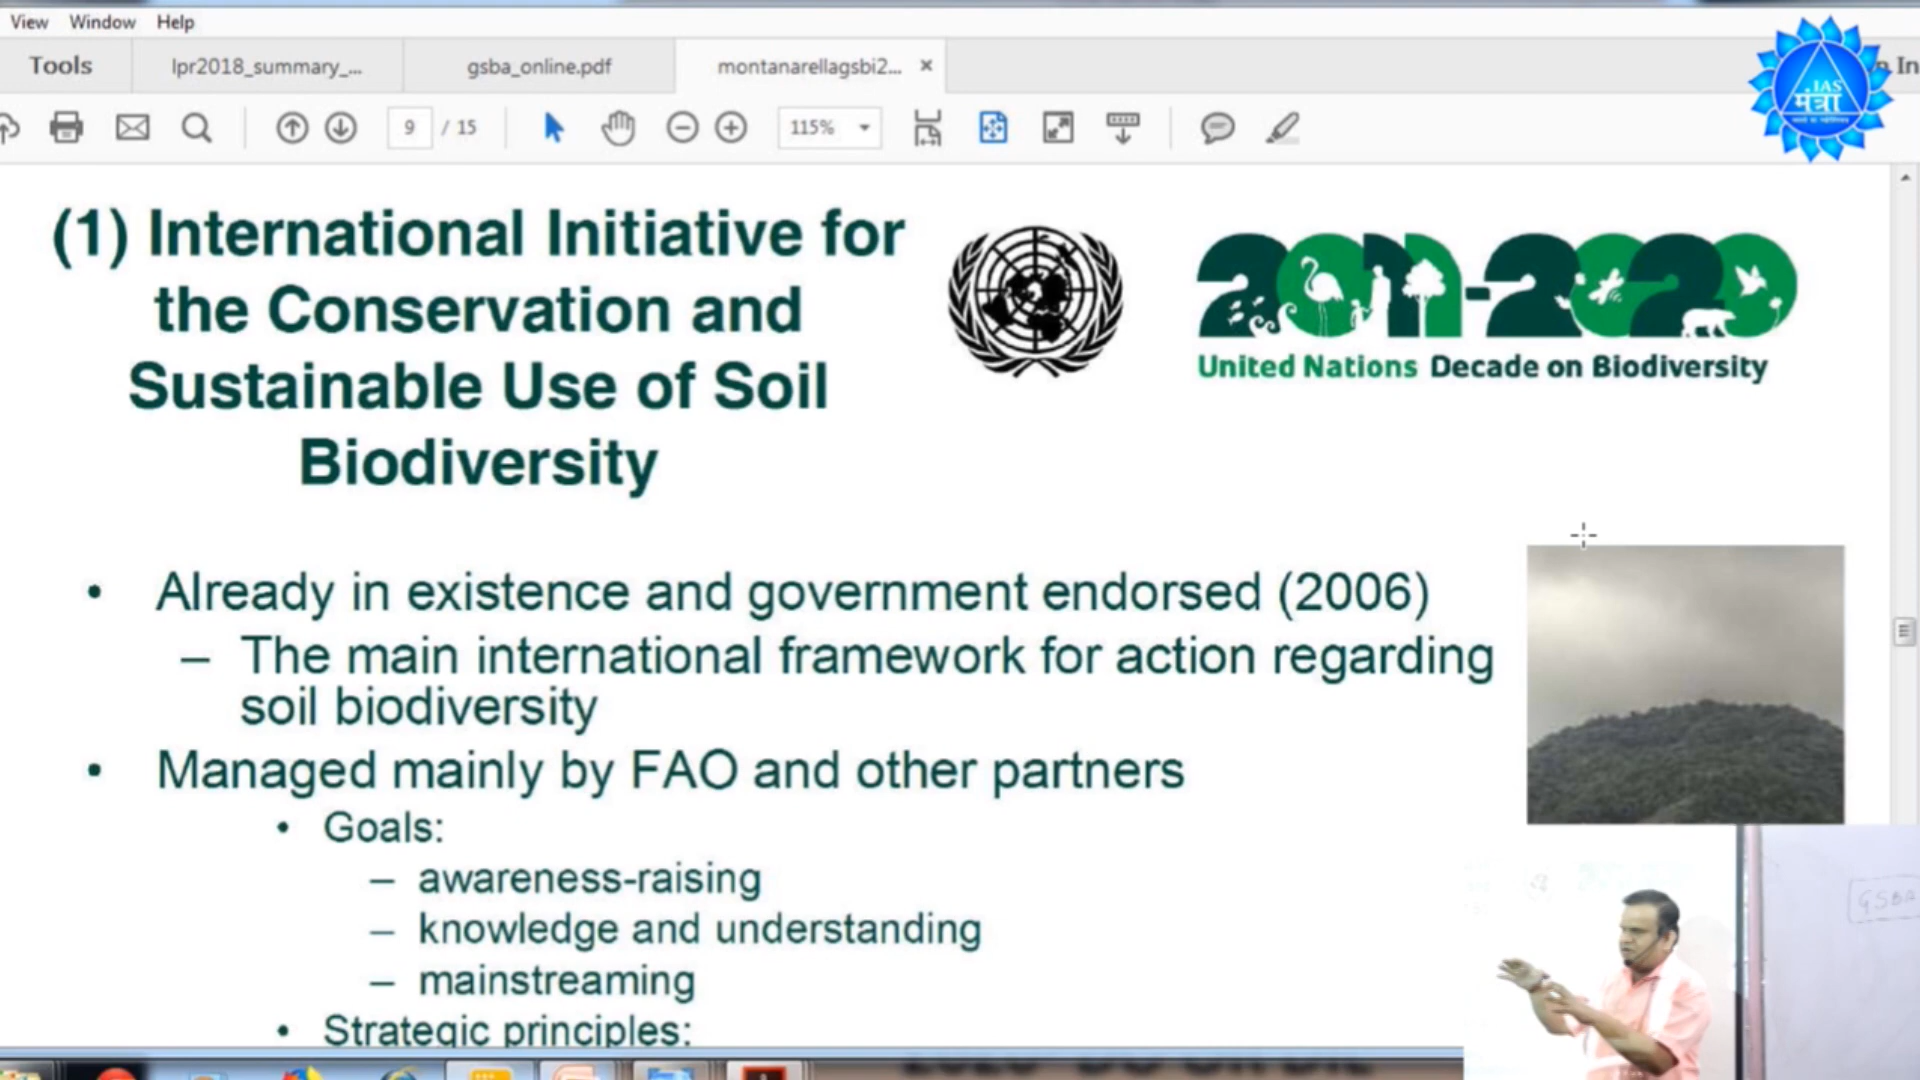 View Window Help
Tools lpr2018_summary_... gsba_online.pdf montanarellagsbi2... ×
9 / 15 115%
IAS
मंत्रा
In
(1) International Initiative for
the Conservation and
Sustainable Use of Soil
Biodiversity
2011-2020
United Nations Decade on Biodiversity
• Already in existence and government endorsed (2006)
– The main international framework for action regarding
soil biodiversity
• Managed mainly by FAO and other partners
• Goals:
– awareness-raising
– knowledge and understanding
– mainstreaming
• Strategic principles:
GSBA